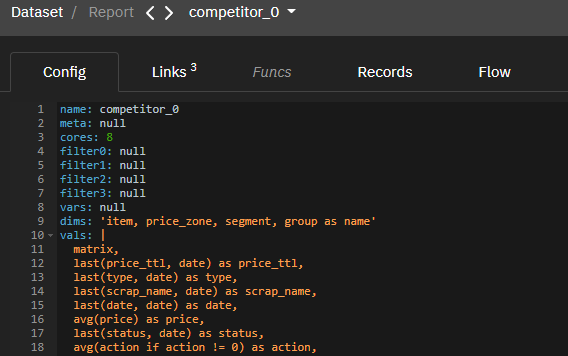 Dataset / Report < > competitor_0
Config Links 3 Funcs Records Flow
1 name: competitor_0
2 meta: null
3 cores: 8
4 filter0: null
5 filter1: null
6 filter2: null
7 filter3: null
8 vars: null
9 dims: 'item, price_zone, segment, group as name'
10 vals: |
11 matrix,
12 last(price_ttl, date) as price_ttl,
13 last(type, date) as type,
14 last(scrap_name, date) as scrap_name,
15 last(date, date) as date,
16 avg(price) as price,
17 last(status, date) as status,
18 avg(action if action != 0) as action,